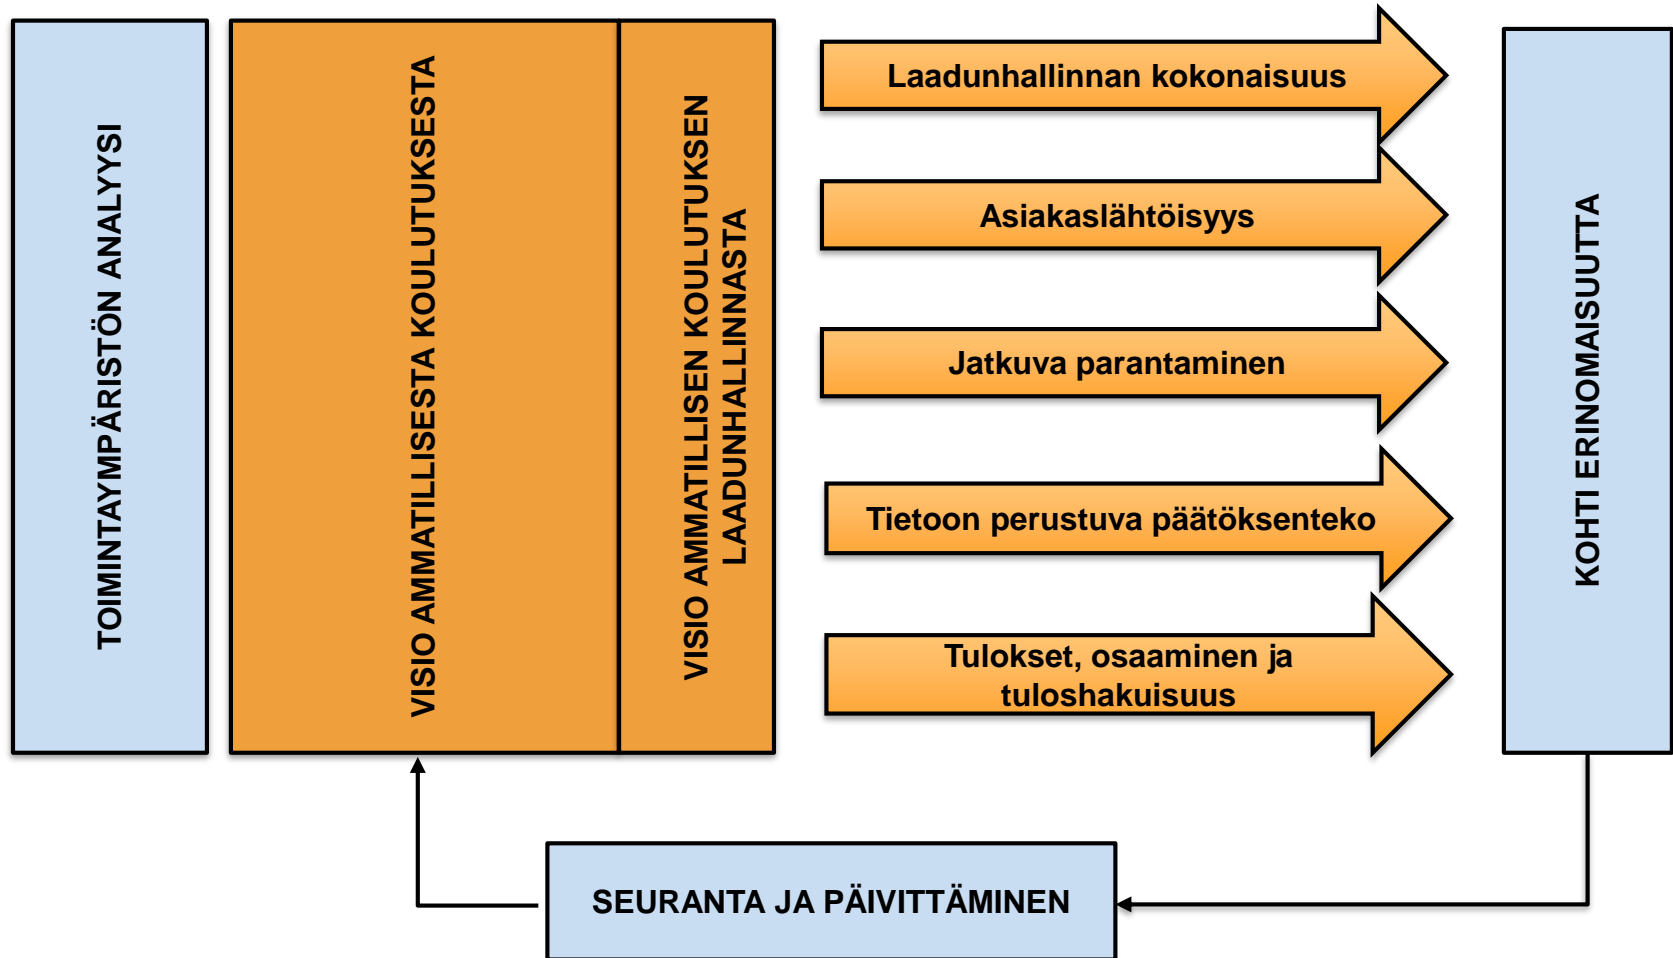 TOIMINTAYMPÄRISTÖN ANALYYSI
VISIO AMMATILLISESTA KOULUTUKSESTA
VISIO AMMATILLISEN KOULUTUKSEN
LAADUNHALLINNASTA
Laadunhallinnan kokonaisuus
Asiakaslähtöisyys
Jatkuva parantaminen
Tietoon perustuva päätöksenteko
Tulokset, osaaminen ja
tuloshakuisuus
KOHTI ERINOMAISUUTTA
SEURANTA JA PÄIVITTÄMINEN